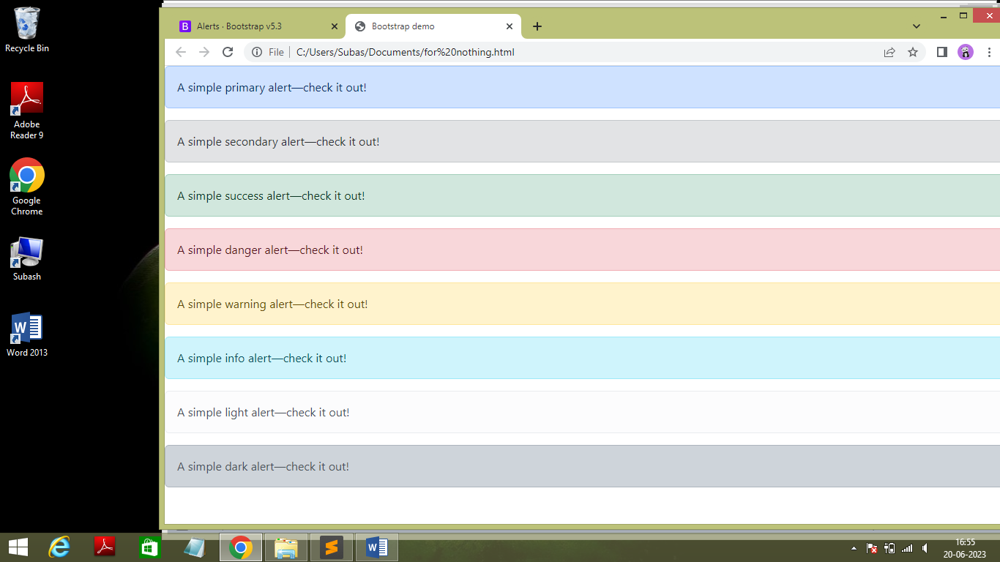 Recycle Bin
Adobe
Reader 9
Google
Chrome
Subash
Word 2013
B Alerts · Bootstrap v5.3
Bootstrap demo
File C:/Users/Subas/Documents/for%20nothing.html
A simple primary alert—check it out!
A simple secondary alert—check it out!
A simple success alert—check it out!
A simple danger alert—check it out!
A simple warning alert—check it out!
A simple info alert—check it out!
A simple light alert—check it out!
A simple dark alert—check it out!
16:55
20-06-2023